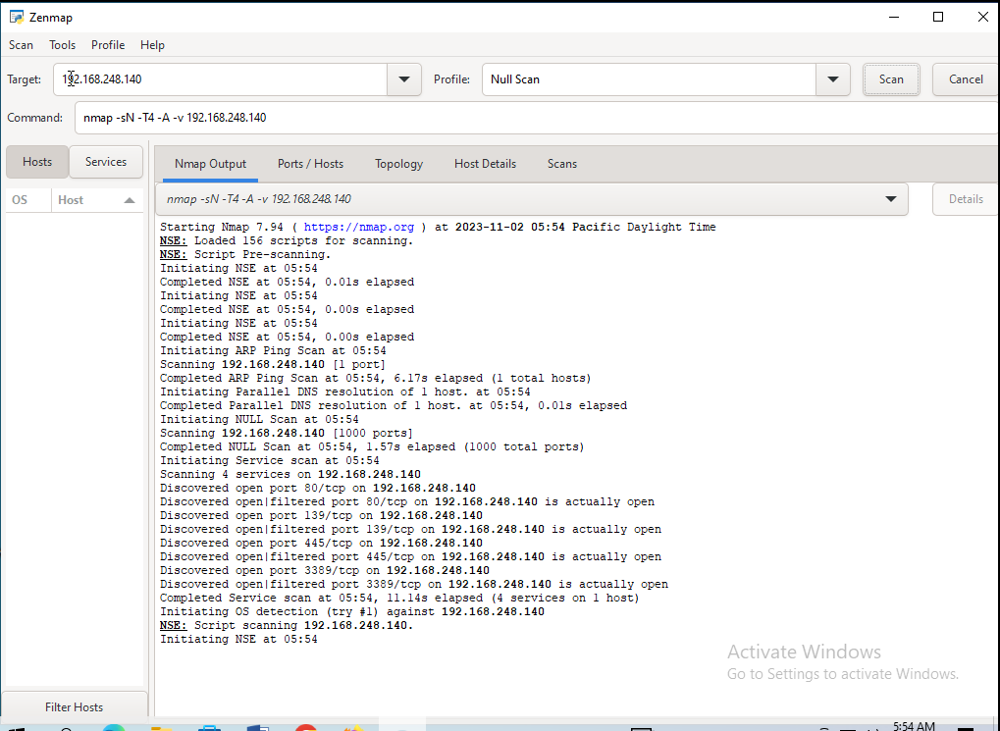 Zenmap
Scan Tools Profile Help
Target: 192.168.248.140 Profile: Null Scan Scan Cancel
Command: nmap -sN -T4 -A -v 192.168.248.140
Hosts Services Nmap Output Ports / Hosts Topology Host Details Scans
OS Host nmap -sN -T4 -A -v 192.168.248.140 Details
Starting Nmap 7.94 ( https://nmap.org ) at 2023-11-02 05:54 Pacific Daylight Time
NSE: Loaded 156 scripts for scanning.
NSE: Script Pre-scanning.
Initiating NSE at 05:54
Completed NSE at 05:54, 0.01s elapsed
Initiating NSE at 05:54
Completed NSE at 05:54, 0.00s elapsed
Initiating NSE at 05:54
Completed NSE at 05:54, 0.00s elapsed
Initiating ARP Ping Scan at 05:54
Scanning 192.168.248.140 [1 port]
Completed ARP Ping Scan at 05:54, 6.17s elapsed (1 total hosts)
Initiating Parallel DNS resolution of 1 host. at 05:54
Completed Parallel DNS resolution of 1 host. at 05:54, 0.01s elapsed
Initiating NULL Scan at 05:54
Scanning 192.168.248.140 [1000 ports]
Completed NULL Scan at 05:54, 1.57s elapsed (1000 total ports)
Initiating Service scan at 05:54
Scanning 4 services on 192.168.248.140
Discovered open port 80/tcp on 192.168.248.140
Discovered open|filtered port 80/tcp on 192.168.248.140 is actually open
Discovered open port 139/tcp on 192.168.248.140
Discovered open|filtered port 139/tcp on 192.168.248.140 is actually open
Discovered open port 445/tcp on 192.168.248.140
Discovered open|filtered port 445/tcp on 192.168.248.140 is actually open
Discovered open port 3389/tcp on 192.168.248.140
Discovered open|filtered port 3389/tcp on 192.168.248.140 is actually open
Completed Service scan at 05:54, 11.14s elapsed (4 services on 1 host)
Initiating OS detection (try #1) against 192.168.248.140
NSE: Script scanning 192.168.248.140.
Initiating NSE at 05:54
Activate Windows
Go to Settings to activate Windows.
Filter Hosts
5:54 AM